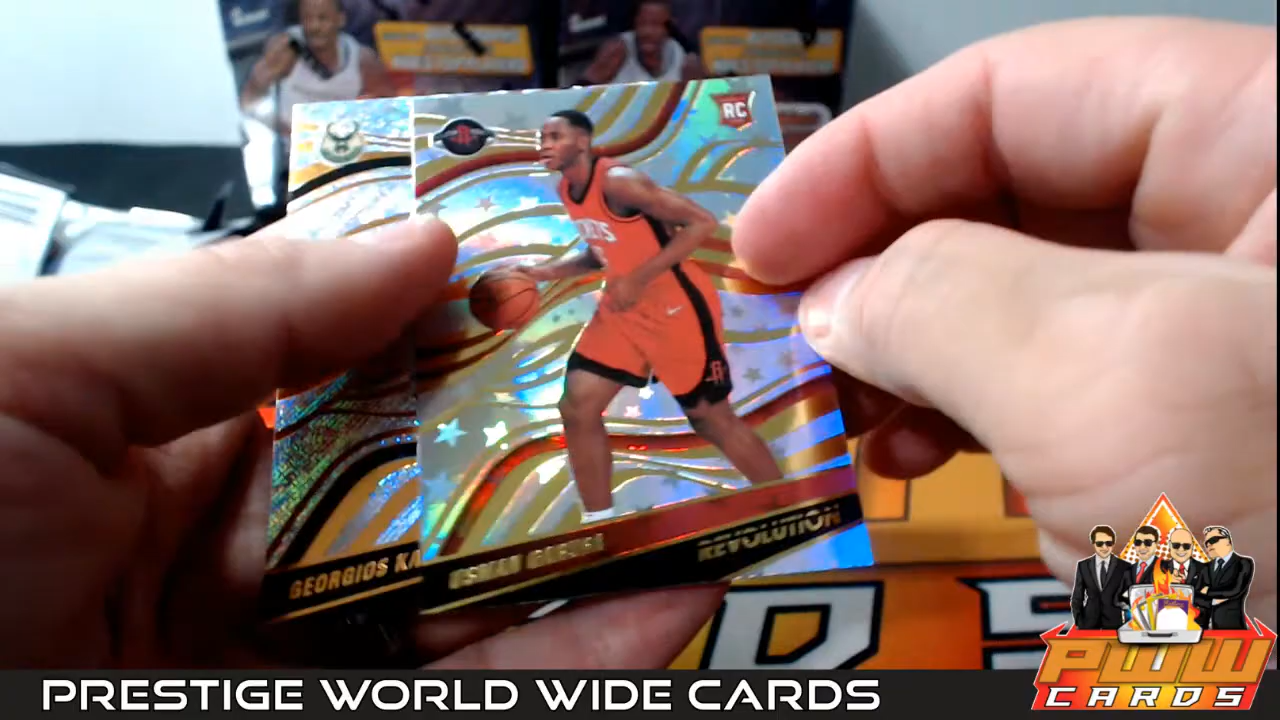 RC
USMAN GARUBA
REVOLUTION
GEORGIOS KA
PRESTIGE WORLD WIDE CARDS
PWW
CARDS